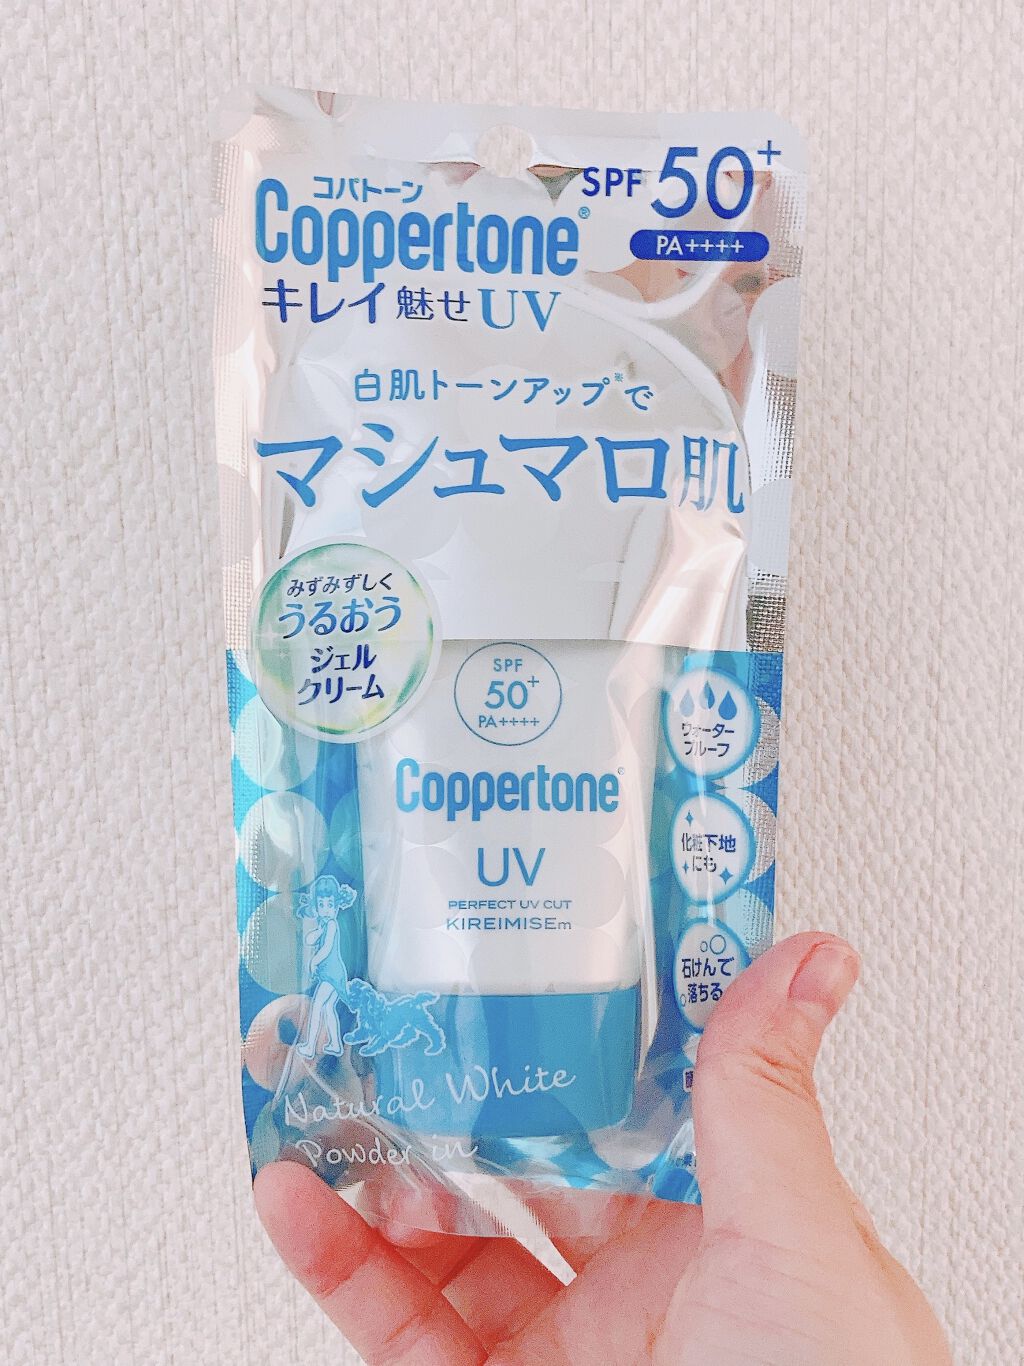 コパトーン
Coppertone®
SPF 50+
PA++++
キレイ魅せUV
白肌トーンアップ※で
マシュマロ肌
みずみずしく
うるおう
ジェル
クリーム
SPF
50+
PA++++
Coppertone®
UV
PERFECT UV CUT
KIREIMISEm
ウォーター
プルーフ
化粧下地
にも
石けんで
落ちる
Natural White
Powder in